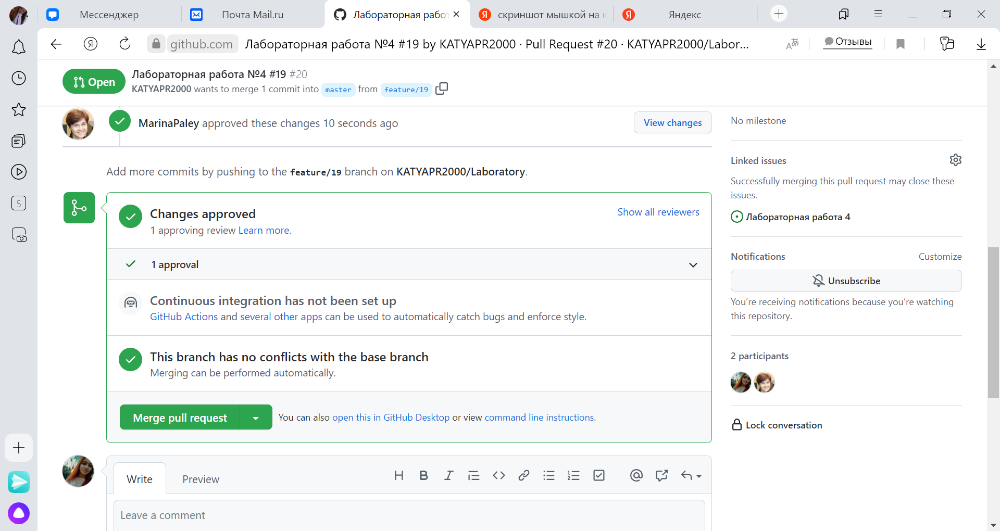 Мессенджер
Почта Mail.ru
Лабораторная рабо
скриншот мышкой на к
Яндекс
github.com Лабораторная работа №4 #19 by KATYAPR2000 · Pull Request #20 · KATYAPR2000/Labor...
Отзывы
Open
Лабораторная работа №4 #19 #20
KATYAPR2000 wants to merge 1 commit into master from feature/19
MarinaPaley approved these changes 10 seconds ago
View changes
Add more commits by pushing to the feature/19 branch on KATYAPR2000/Laboratory.
Changes approved
1 approving review Learn more.
Show all reviewers
1 approval
Continuous integration has not been set up
GitHub Actions and several other apps can be used to automatically catch bugs and enforce style.
This branch has no conflicts with the base branch
Merging can be performed automatically.
Merge pull request
You can also open this in GitHub Desktop or view command line instructions.
Write
Preview
Leave a comment
No milestone
Linked issues
Successfully merging this pull request may close these
issues.
Лабораторная работа 4
Notifications
Customize
Unsubscribe
You're receiving notifications because you're watching
this repository.
2 participants
Lock conversation
5